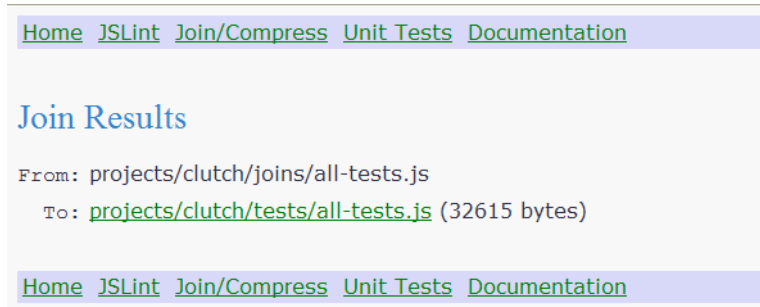 Home JSLint Join/Compress Unit Tests Documentation
Join Results
From: projects/clutch/joins/all-tests.js
To: projects/clutch/tests/all-tests.js (32615 bytes)
Home JSLint Join/Compress Unit Tests Documentation